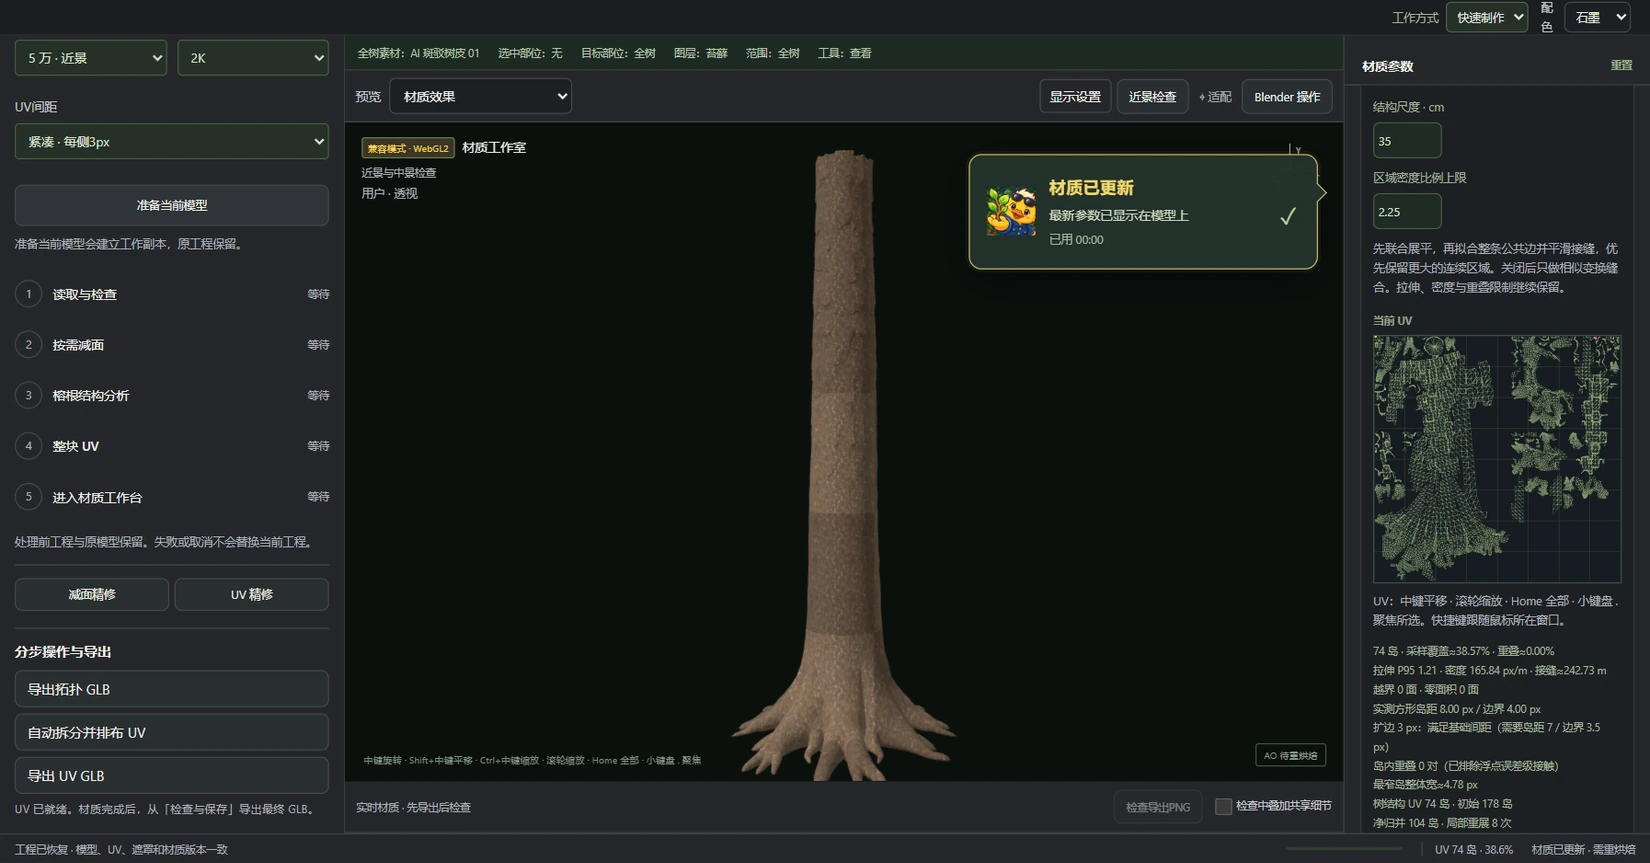 工作方式
快速制作
配色
石墨
5 万 · 近景
2K
UV间距
紧凑 · 每侧3px
准备当前模型
准备当前模型会建立工作副本，原工程保留。
1 读取与检查 等待
2 按需减面 等待
3 榕根结构分析 等待
4 整块 UV 等待
5 进入材质工作台 等待
处理前工程与原模型保留。失败或取消不会替换当前工程。
减面精修
UV 精修
分步操作与导出
导出拓扑 GLB
自动拆分并排布 UV
导出 UV GLB
UV 已就绪。材质完成后，从「检查与保存」导出最终 GLB。
全树素材：AI 斑驳树皮 01 选中部位：无 目标部位：全树 图层：苔藓 范围：全树 工具：查看
预览
材质效果
显示设置
近景检查
⌖适配
Blender 操作
兼容模式 · WebGL2
材质工作室
近景与中景检查
用户 · 透视
Y
材质已更新
最新参数已显示在模型上
已用 00:00
✓
中键旋转 · Shift+中键平移 · Ctrl+中键缩放 · 滚轮缩放 · Home 全部 · 小键盘 . 聚焦
AO 待重烘焙
实时材质 · 先导出后检查
检查导出PNG
检查中叠加共享细节
材质参数
重置
结构尺度 · cm
35
区域密度比例上限
2.25
先联合展平，再拟合整条公共边并平滑接缝，优
先保留更大的连续区域。关闭后只做相似变换缝
合。拉伸、密度与重叠限制继续保留。
当前 UV
UV：中键平移 · 滚轮缩放 · Home 全部 · 小键盘 .
聚焦所选。快捷键跟随鼠标所在窗口。
74 岛 · 采样覆盖≈38.57% · 重叠≈0.00%
拉伸 P95 1.21 · 密度 165.84 px/m · 接缝≈242.73 m
越界 0 面 · 零面积 0 面
实测方形岛距 8.00 px / 边界 4.00 px
扩边 3 px：满足基础间距（需要岛距 7 / 边界 3.5
px）
岛内重叠 0 对（已排除浮点误差级接触）
最窄岛整体宽≈4.78 px
树结构 UV 74 岛 · 初始 178 岛
净归并 104 岛 · 局部重展 8 次
工程已恢复 · 模型、UV、遮罩和材质版本一致
UV 74 岛 · 38.6%
材质已更新 · 需重烘焙